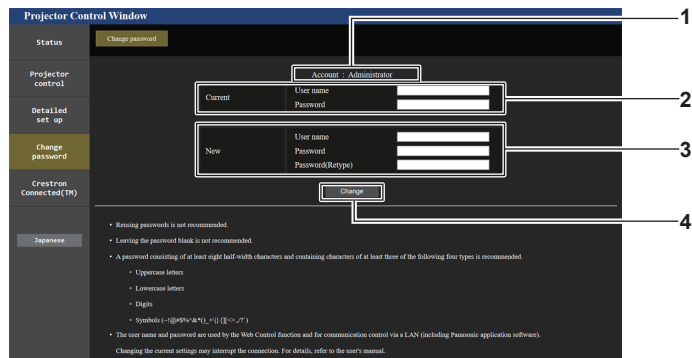 Projector Control Window
Status
Change password
Projector
control
Detailed
set up
Change
password
Crestron
Connected(TM)
Japanese
Account : Administrator
Current
User name
Password
New
User name
Password
Password(Retype)
Change
• Reusing passwords is not recommended.
• Leaving the password blank is not recommended.
• A password consisting of at least eight half-width characters and containing characters of at least three of the following four types is recommended.
• Uppercase letters
• Lowercase letters
• Digits
• Symbols (~!@#$%^&*()_+\|{}[]<>.,/?`)
• The user name and password are used by the Web Control function and for communication control via a LAN (including Panasonic application software).
Changing the current settings may interrupt the connection. For details, refer to the user's manual.
1
2
3
4